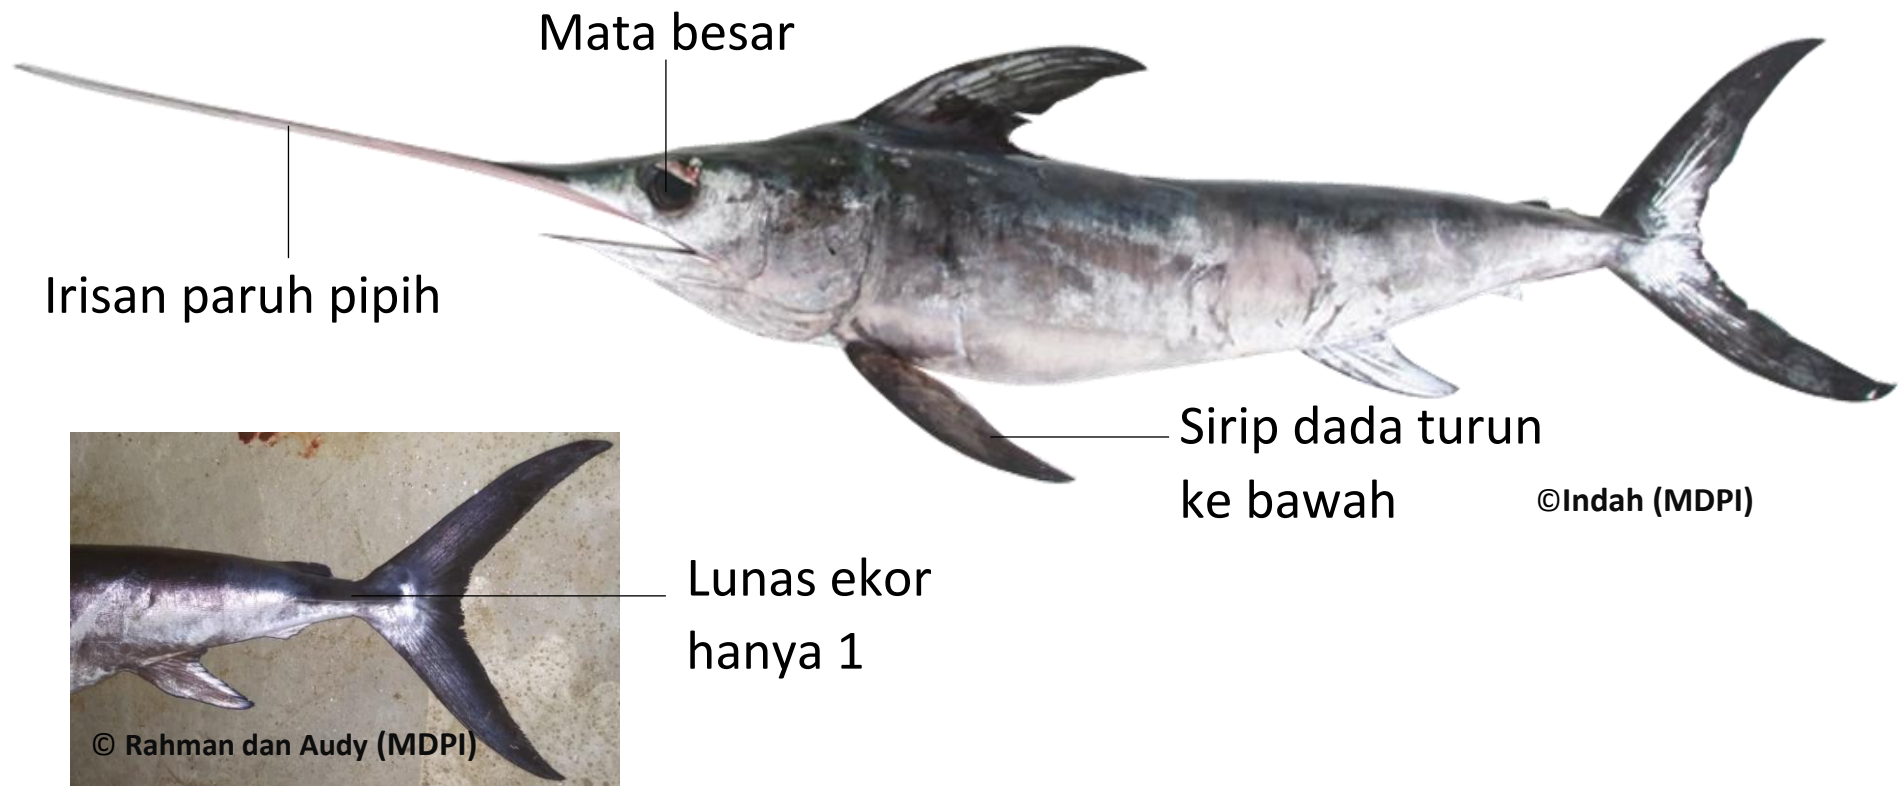 Mata besar
Irisan paruh pipih
Sirip dada turun
ke bawah
©Indah (MDPI)
Lunas ekor
hanya 1
© Rahman dan Audy (MDPI)